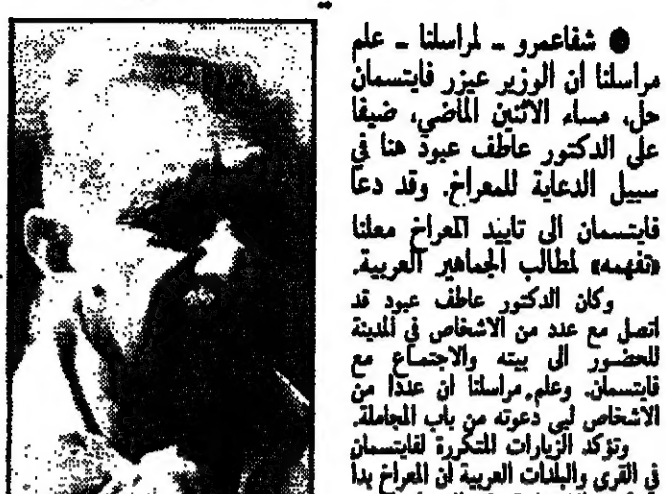 ● شفاعمرو ـ لمراسلنا ـ علم
مراسلنا ان الوزير عيزر فايتسمان
حل، مساء الاثنين الماضي، ضيفا
على الدكتور عاطف عبود هنا في
سبيل الدعاية للمعراخ. وقد دعا
فايتسمان الى تاييد المعراخ معلنا
«تفهمه» لمطالب الجماهير العربية.
وكان الدكتور عاطف عبود قد
اتصل مع عدد من الاشخاص في المدينة
للحضور الى بيته والاجتماع مع
فايتسمان. وعلم مراسلنا ان عددا من
الاشخاص لبى دعوته من باب المجاملة.
وتؤكد الزيارات المتكررة لفايتسمان
في القرى والبلدات العربية ان المعراخ بدا